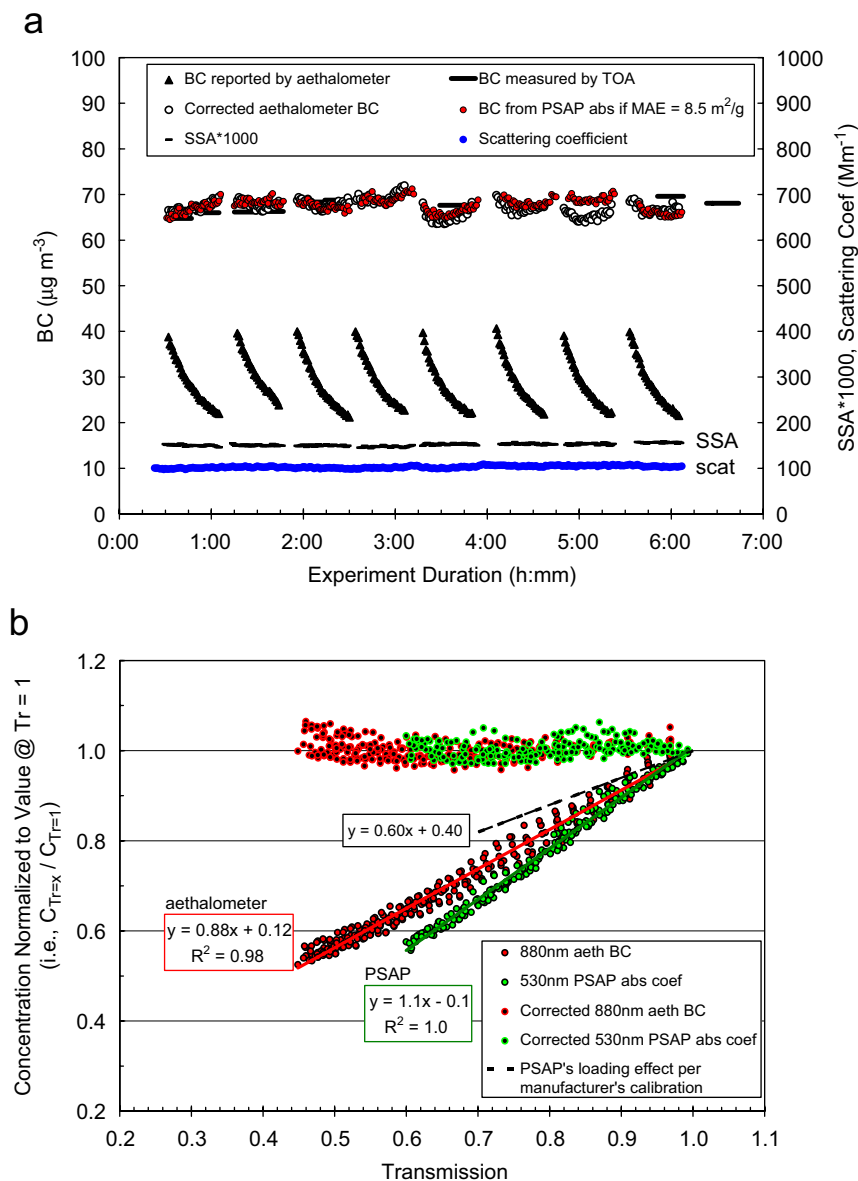 a
BC reported by aethalometer
BC measured by TOA
Corrected aethalometer BC
BC from PSAP abs if MAE = 8.5 m²/g
SSA*1000
Scattering coefficient
100
90
80
70
60
50
40
30
20
10
0
BC (µg m⁻³)
1000
900
800
700
600
500
400
300
200
100
0
SSA*1000, Scattering Coef (Mm⁻¹)
SSA
scat
0:00 1:00 2:00 3:00 4:00 5:00 6:00 7:00
Experiment Duration (h:mm)
b
1.2
1.0
0.8
0.6
0.4
0.2
Concentration Normalized to Value @ Tr = 1
(i.e., C_Tr=x / C_Tr=1)
y = 0.60x + 0.40
aethalometer
y = 0.88x + 0.12
R² = 0.98
PSAP
y = 1.1x - 0.1
R² = 1.0
880nm aeth BC
530nm PSAP abs coef
Corrected 880nm aeth BC
Corrected 530nm PSAP abs coef
PSAP's loading effect per
manufacturer's calibration
0.2 0.3 0.4 0.5 0.6 0.7 0.8 0.9 1.0 1.1
Transmission